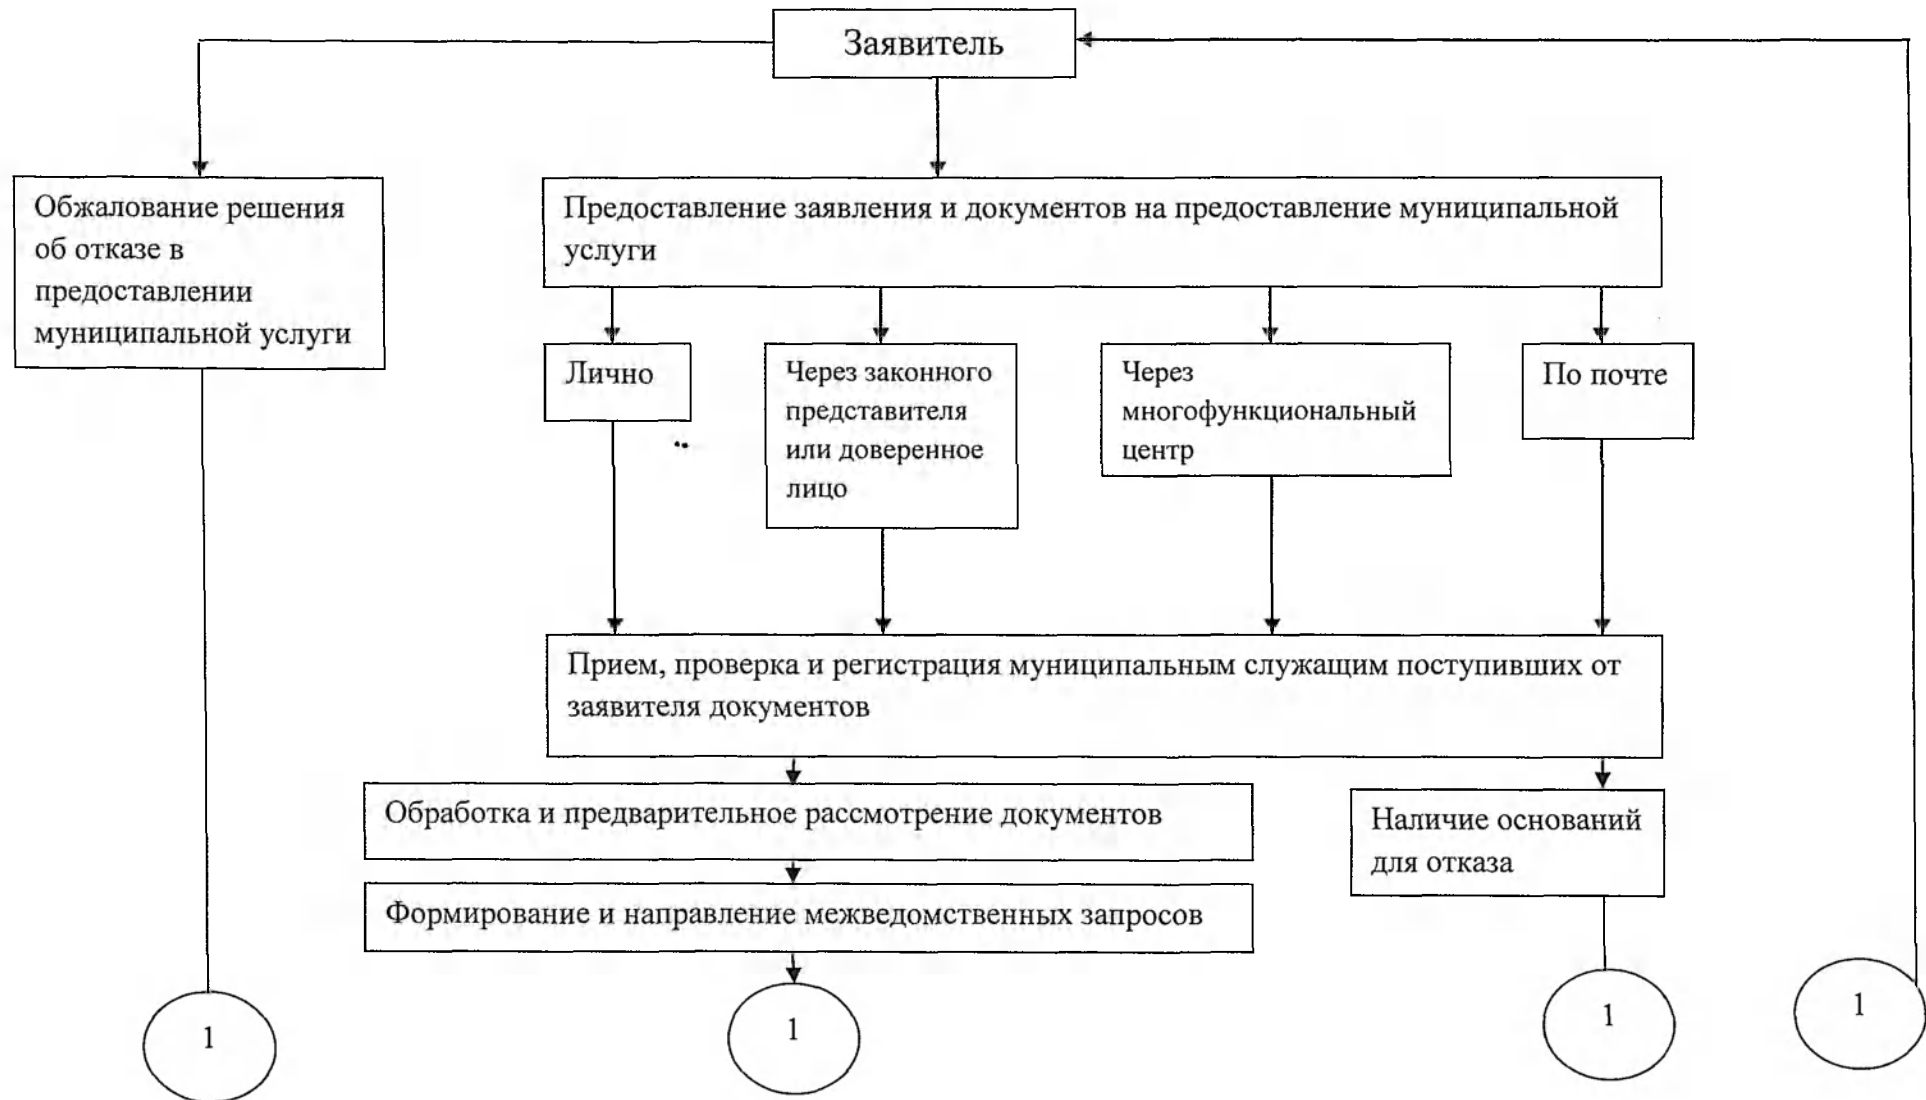 Заявитель
Обжалование решения
об отказе в
предоставлении
муниципальной услуги
Предоставление заявления и документов на предоставление муниципальной
услуги
Лично
Через законного
представителя
или доверенное
лицо
Через
многофункциональный
центр
По почте
Прием, проверка и регистрация муниципальным служащим поступивших от
заявителя документов
Обработка и предварительное рассмотрение документов
Наличие оснований
для отказа
Формирование и направление межведомственных запросов
1
1
1
1